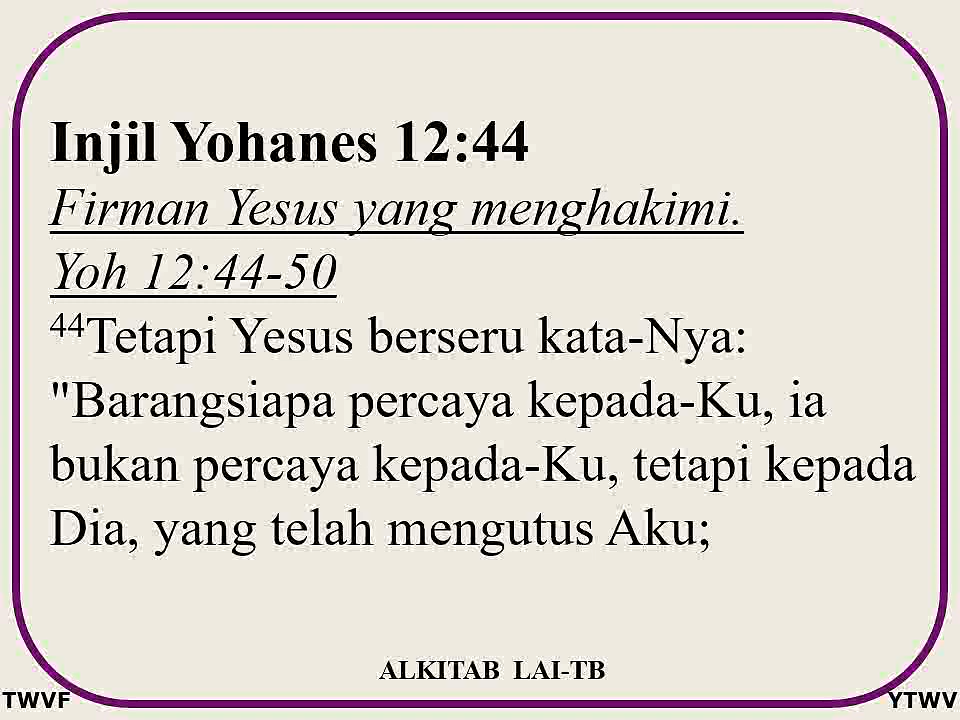 Injil Yohanes 12:44
Firman Yesus yang menghakimi.
Yoh 12:44-50
44Tetapi Yesus berseru kata-Nya:
"Barangsiapa percaya kepada-Ku, ia
bukan percaya kepada-Ku, tetapi kepada
Dia, yang telah mengutus Aku;
ALKITAB LAI-TB
TWVF
YTWV